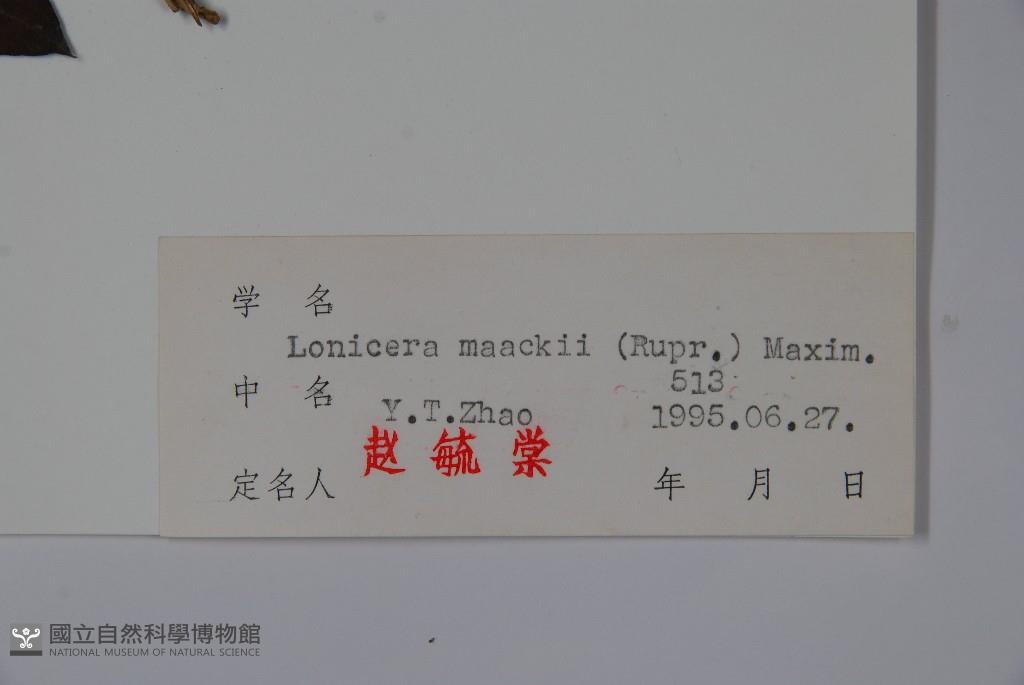 学 名
Lonicera maackii (Rupr.) Maxim.
513
中 名
Y.T.Zhao 1995.06.27.
赵 毓 棠
定名人 年 月 日
國立自然科學博物館
NATIONAL MUSEUM OF NATURAL SCIENCE